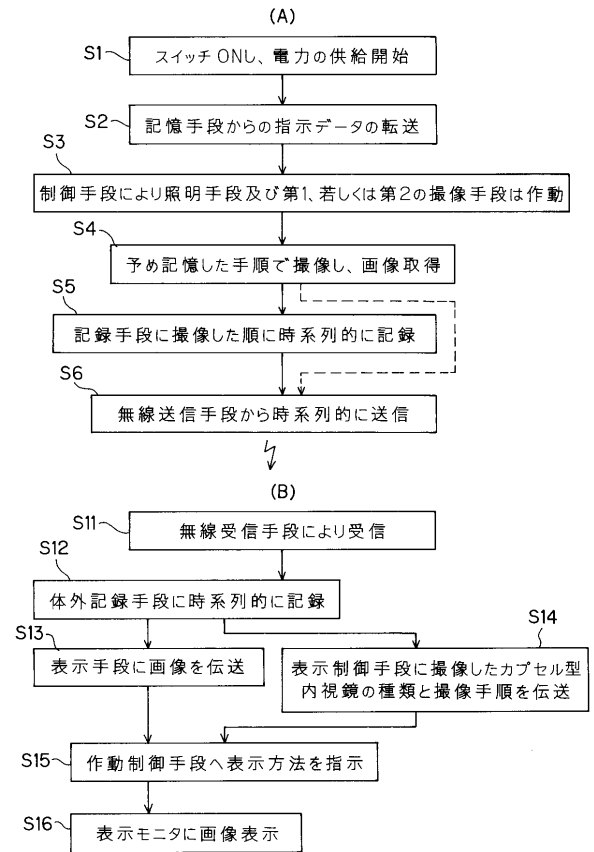 (A)
S1
スイッチONし、電力の供給開始
S2
記憶手段からの指示データの転送
S3
制御手段により照明手段及び第1、若しくは第2の撮像手段は作動
S4
予め記憶した手順で撮像し、画像取得
S5
記録手段に撮像した順に時系列的に記録
S6
無線送信手段から時系列的に送信
(B)
S11
無線受信手段により受信
S12
体外記録手段に時系列的に記録
S13
表示手段に画像を伝送
S14
表示制御手段に撮像したカプセル型
内視鏡の種類と撮像手順を伝送
S15
作動制御手段へ表示方法を指示
S16
表示モニタに画像表示